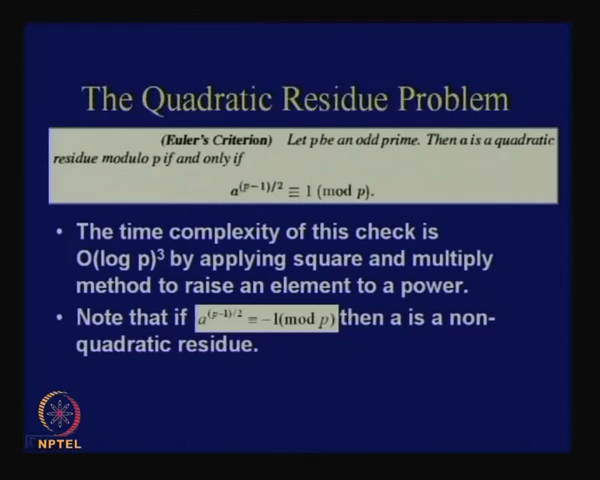 The Quadratic Residue Problem
(Euler's Criterion) Let p be an odd prime. Then a is a quadratic
residue modulo p if and only if
a^(p−1)/2 ≡ 1 (mod p).
• The time complexity of this check is
O(log p)³ by applying square and multiply
method to raise an element to a power.
• Note that if a^(p−1)/2 ≡ −1(mod p) then a is a non-
quadratic residue.
NPTEL